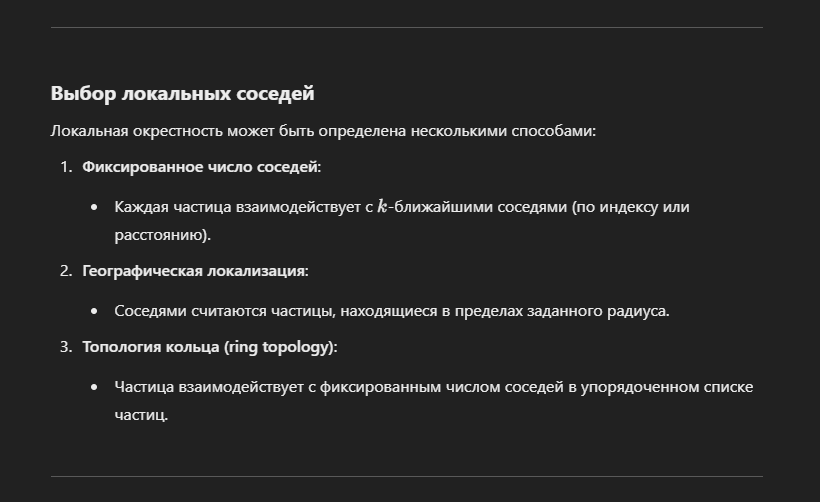 Выбор локальных соседей
Локальная окрестность может быть определена несколькими способами:
1. Фиксированное число соседей:
• Каждая частица взаимодействует с k-ближайшими соседями (по индексу или
расстоянию).
2. Географическая локализация:
• Соседями считаются частицы, находящиеся в пределах заданного радиуса.
3. Топология кольца (ring topology):
• Частица взаимодействует с фиксированным числом соседей в упорядоченном списке
частиц.